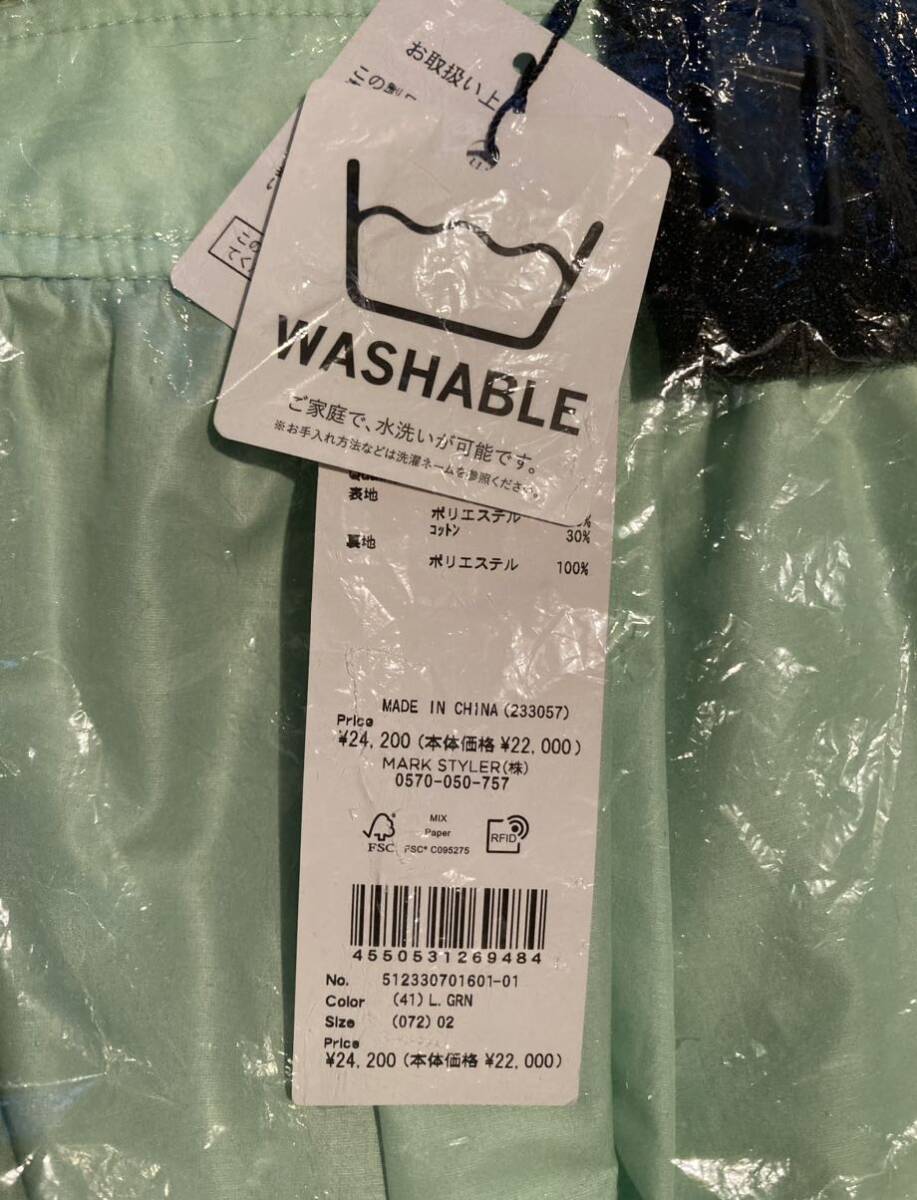 お取扱い上
この製
WASHABLE
ご家庭で、水洗いが可能です。
※お手入れ方法などは洗濯ネームを参照ください。
表地
ポリエステル
コットン 30%
裏地
ポリエステル 100%
MADE IN CHINA (233057)
Price
¥24,200 (本体価格 ¥22,000)
MARK STYLER(株)
0570-050-757
FSC
MIX
Paper
FSC® C095275
RFID
4550531269484
No. 512330701601-01
Color (41) L. GRN
Size (072) 02
Price
¥24,200 (本体価格 ¥22,000)